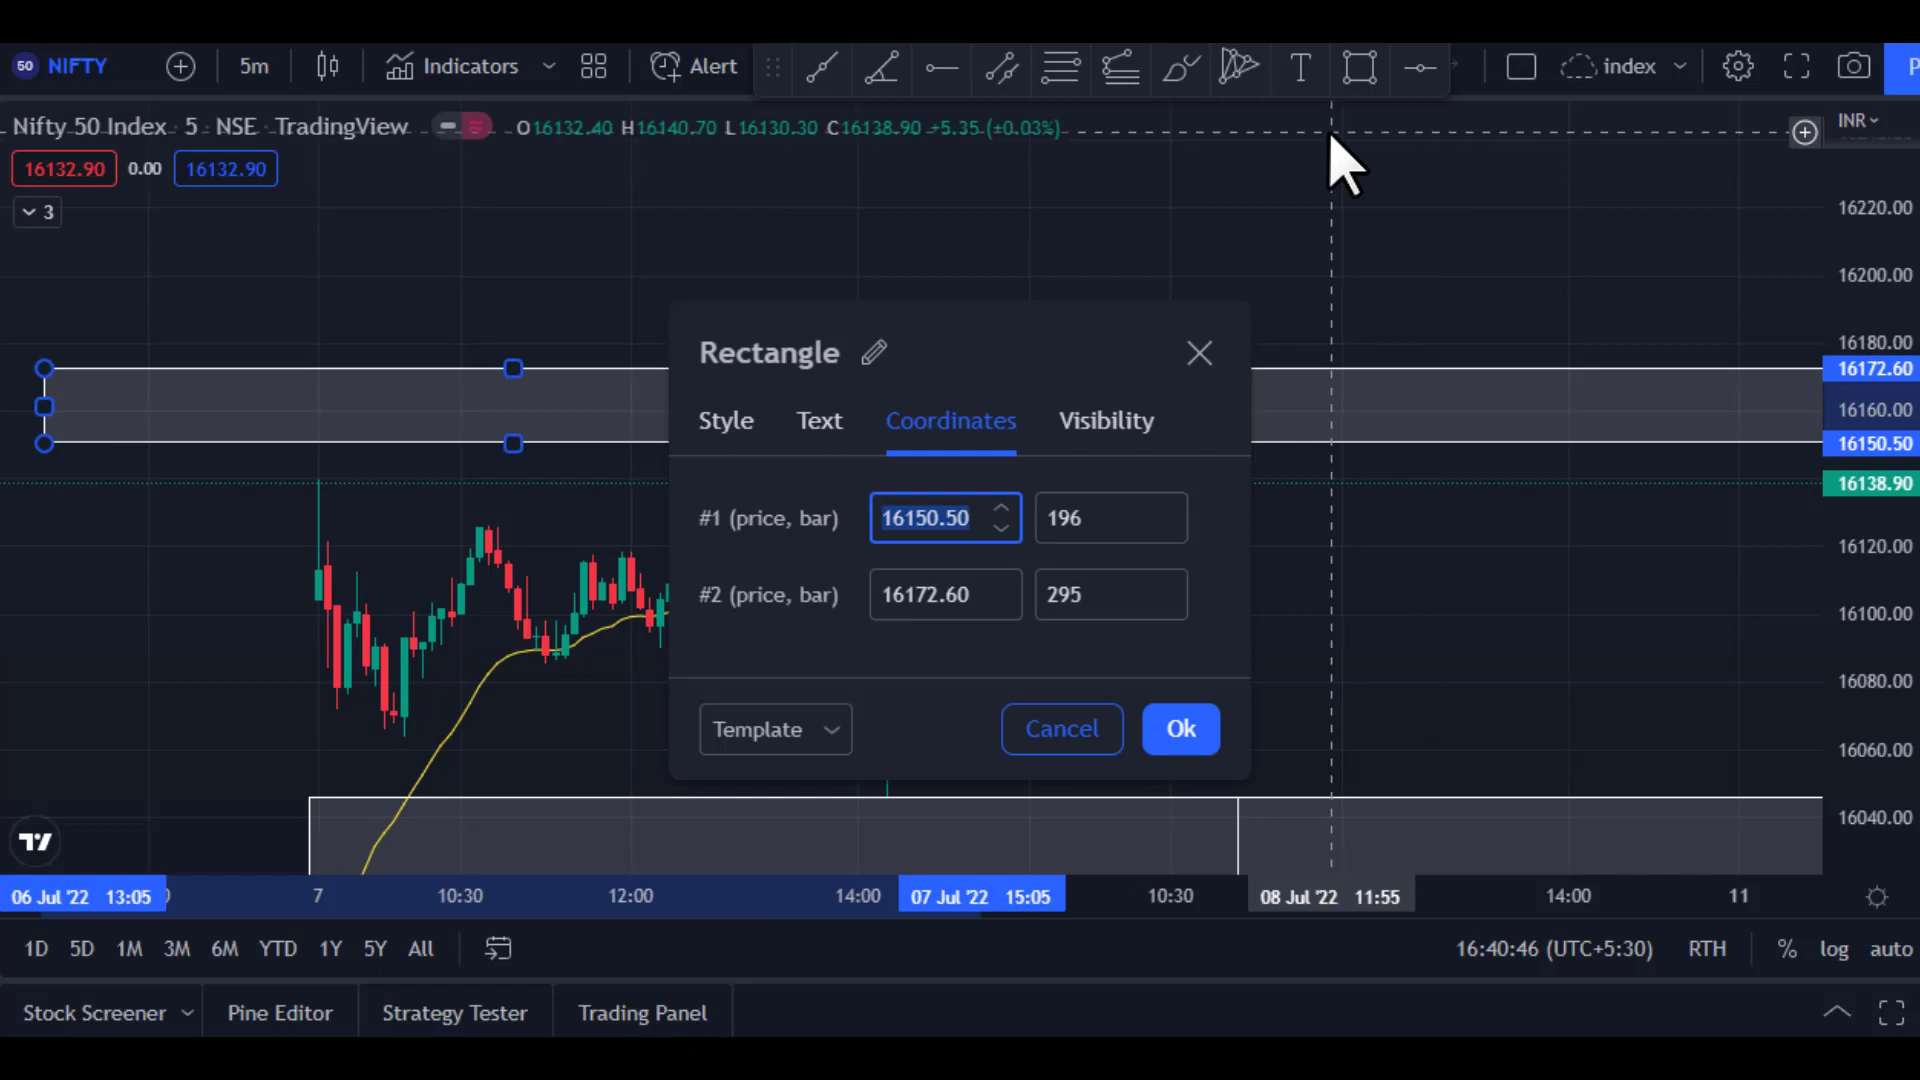 50 NIFTY 5m Indicators Alert T index P
Nifty 50 Index · 5 · NSE TradingView O16132.40 H16140.70 L16130.30 C16138.90 +5.35 (+0.03%) INR
16132.90 0.00 16132.90
3
16220.00
16200.00
16180.00
16172.60
16160.00
16150.50
16138.90
16120.00
16100.00
16080.00
16060.00
16040.00
Rectangle
Style Text Coordinates Visibility
#1 (price, bar) 16150.50 196
#2 (price, bar) 16172.60 295
Template Cancel Ok
06 Jul '22 13:05 7 10:30 12:00 14:00 07 Jul '22 15:05 10:30 08 Jul '22 11:55 14:00 11
1D 5D 1M 3M 6M YTD 1Y 5Y All 16:40:46 (UTC+5:30) RTH % log auto
Stock Screener Pine Editor Strategy Tester Trading Panel